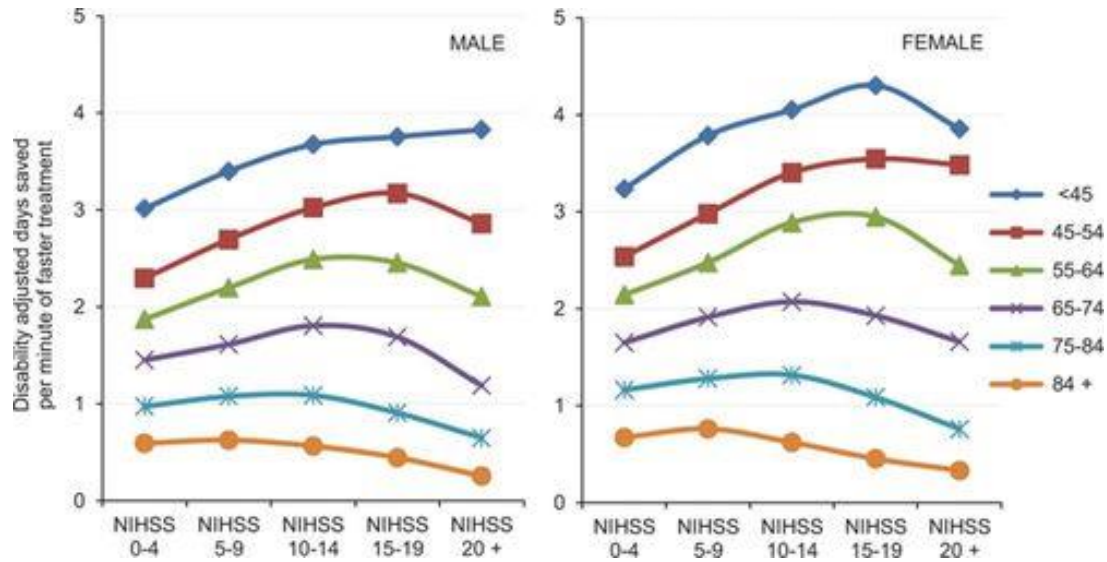 Disability adjusted days saved
per minute of faster treatment
5
4
3
2
1
0
MALE
NIHSS
0-4
NIHSS
5-9
NIHSS
10-14
NIHSS
15-19
NIHSS
20 +
5
4
3
2
1
0
FEMALE
NIHSS
0-4
NIHSS
5-9
NIHSS
10-14
NIHSS
15-19
NIHSS
20 +
<45
45-54
55-64
65-74
75-84
84 +